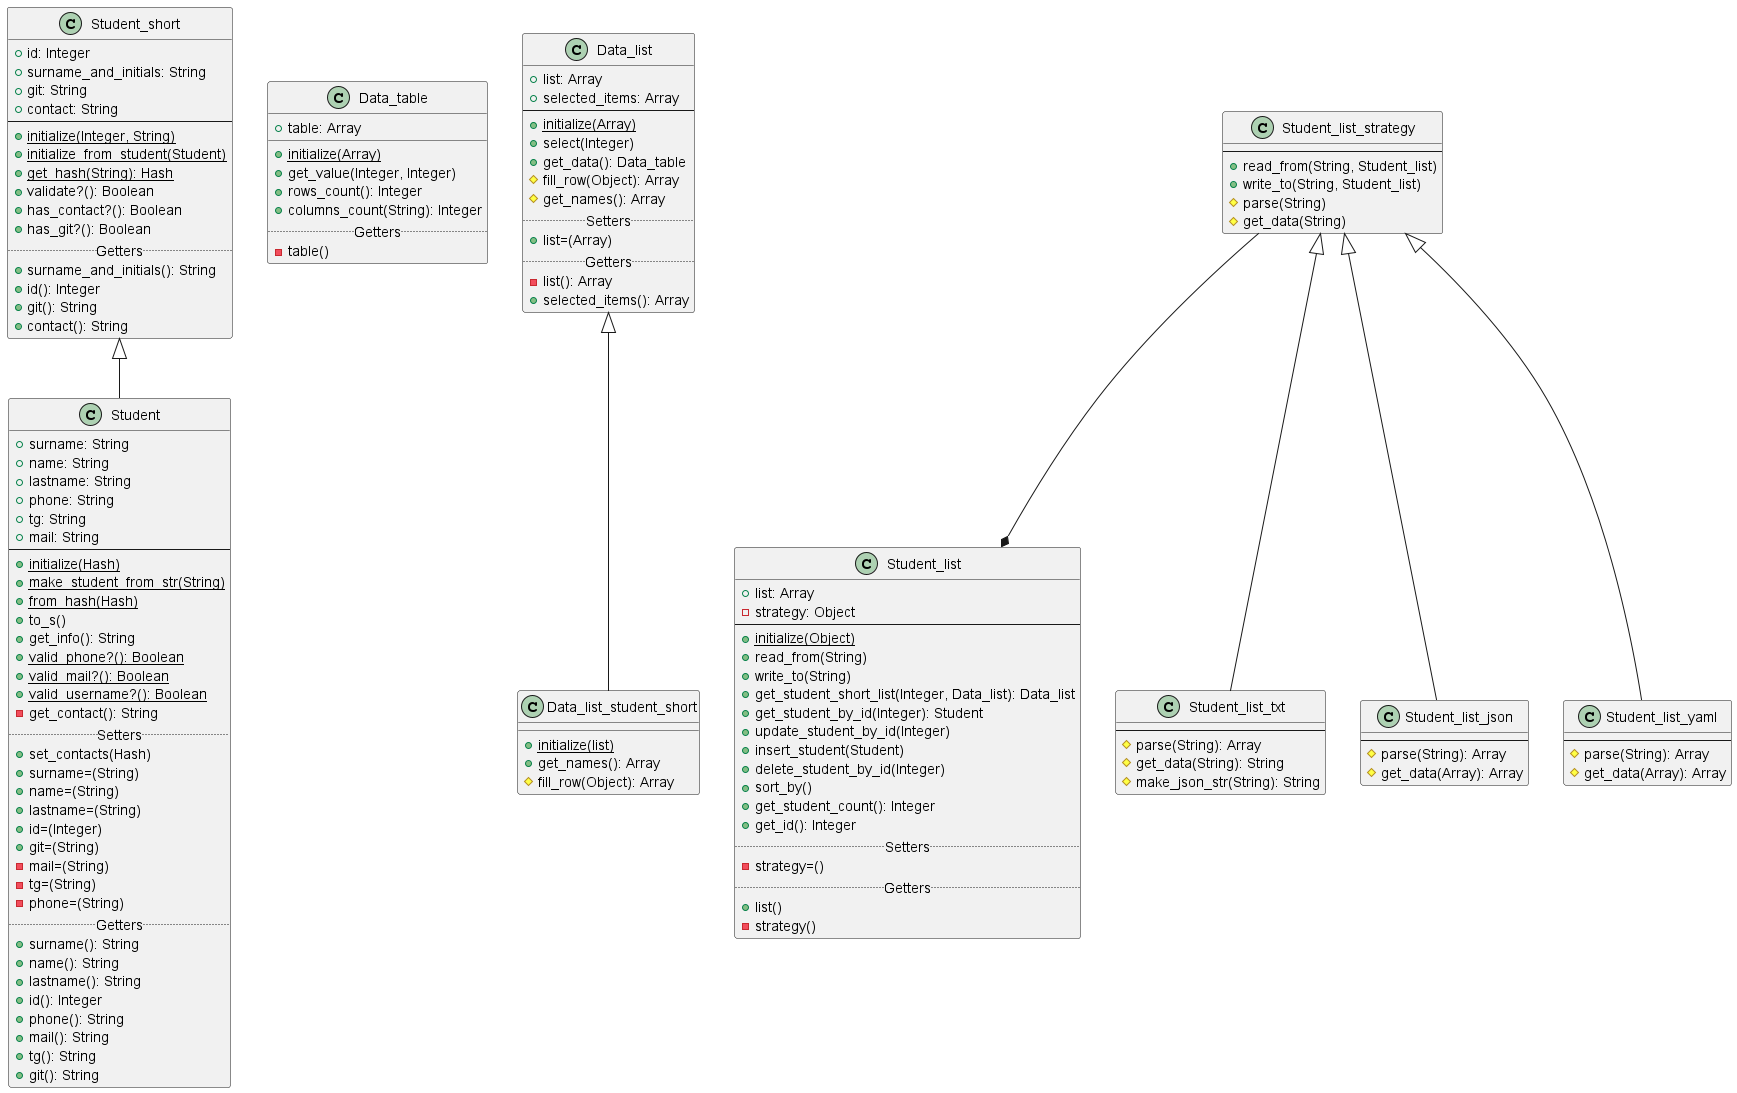 C Student_short
id: Integer
surname_and_initials: String
git: String
contact: String
initialize(Integer, String)
initialize_from_student(Student)
get_hash(String): Hash
validate?(): Boolean
has_contact?(): Boolean
has_git?(): Boolean
Getters
surname_and_initials(): String
id(): Integer
git(): String
contact(): String
C Student
surname: String
name: String
lastname: String
phone: String
tg: String
mail: String
initialize(Hash)
make_student_from_str(String)
from_hash(Hash)
to_s()
get_info(): String
valid_phone?(): Boolean
valid_mail?(): Boolean
valid_username?(): Boolean
get_contact(): String
Setters
set_contacts(Hash)
surname=(String)
name=(String)
lastname=(String)
id=(Integer)
git=(String)
mail=(String)
tg=(String)
phone=(String)
Getters
surname(): String
name(): String
lastname(): String
id(): Integer
phone(): String
mail(): String
tg(): String
git(): String
C Data_table
table: Array
initialize(Array)
get_value(Integer, Integer)
rows_count(): Integer
columns_count(String): Integer
Getters
table()
C Data_list
list: Array
selected_items: Array
initialize(Array)
select(Integer)
get_data(): Data_table
fill_row(Object): Array
get_names(): Array
Setters
list=(Array)
Getters
list(): Array
selected_items(): Array
C Data_list_student_short
initialize(list)
get_names(): Array
fill_row(Object): Array
C Student_list_strategy
read_from(String, Student_list)
write_to(String, Student_list)
parse(String)
get_data(String)
C Student_list
list: Array
strategy: Object
initialize(Object)
read_from(String)
write_to(String)
get_student_short_list(Integer, Data_list): Data_list
get_student_by_id(Integer): Student
update_student_by_id(Integer)
insert_student(Student)
delete_student_by_id(Integer)
sort_by()
get_student_count(): Integer
get_id(): Integer
Setters
strategy=()
Getters
list()
strategy()
C Student_list_txt
parse(String): Array
get_data(String): String
make_json_str(String): String
C Student_list_json
parse(String): Array
get_data(Array): Array
C Student_list_yaml
parse(String): Array
get_data(Array): Array